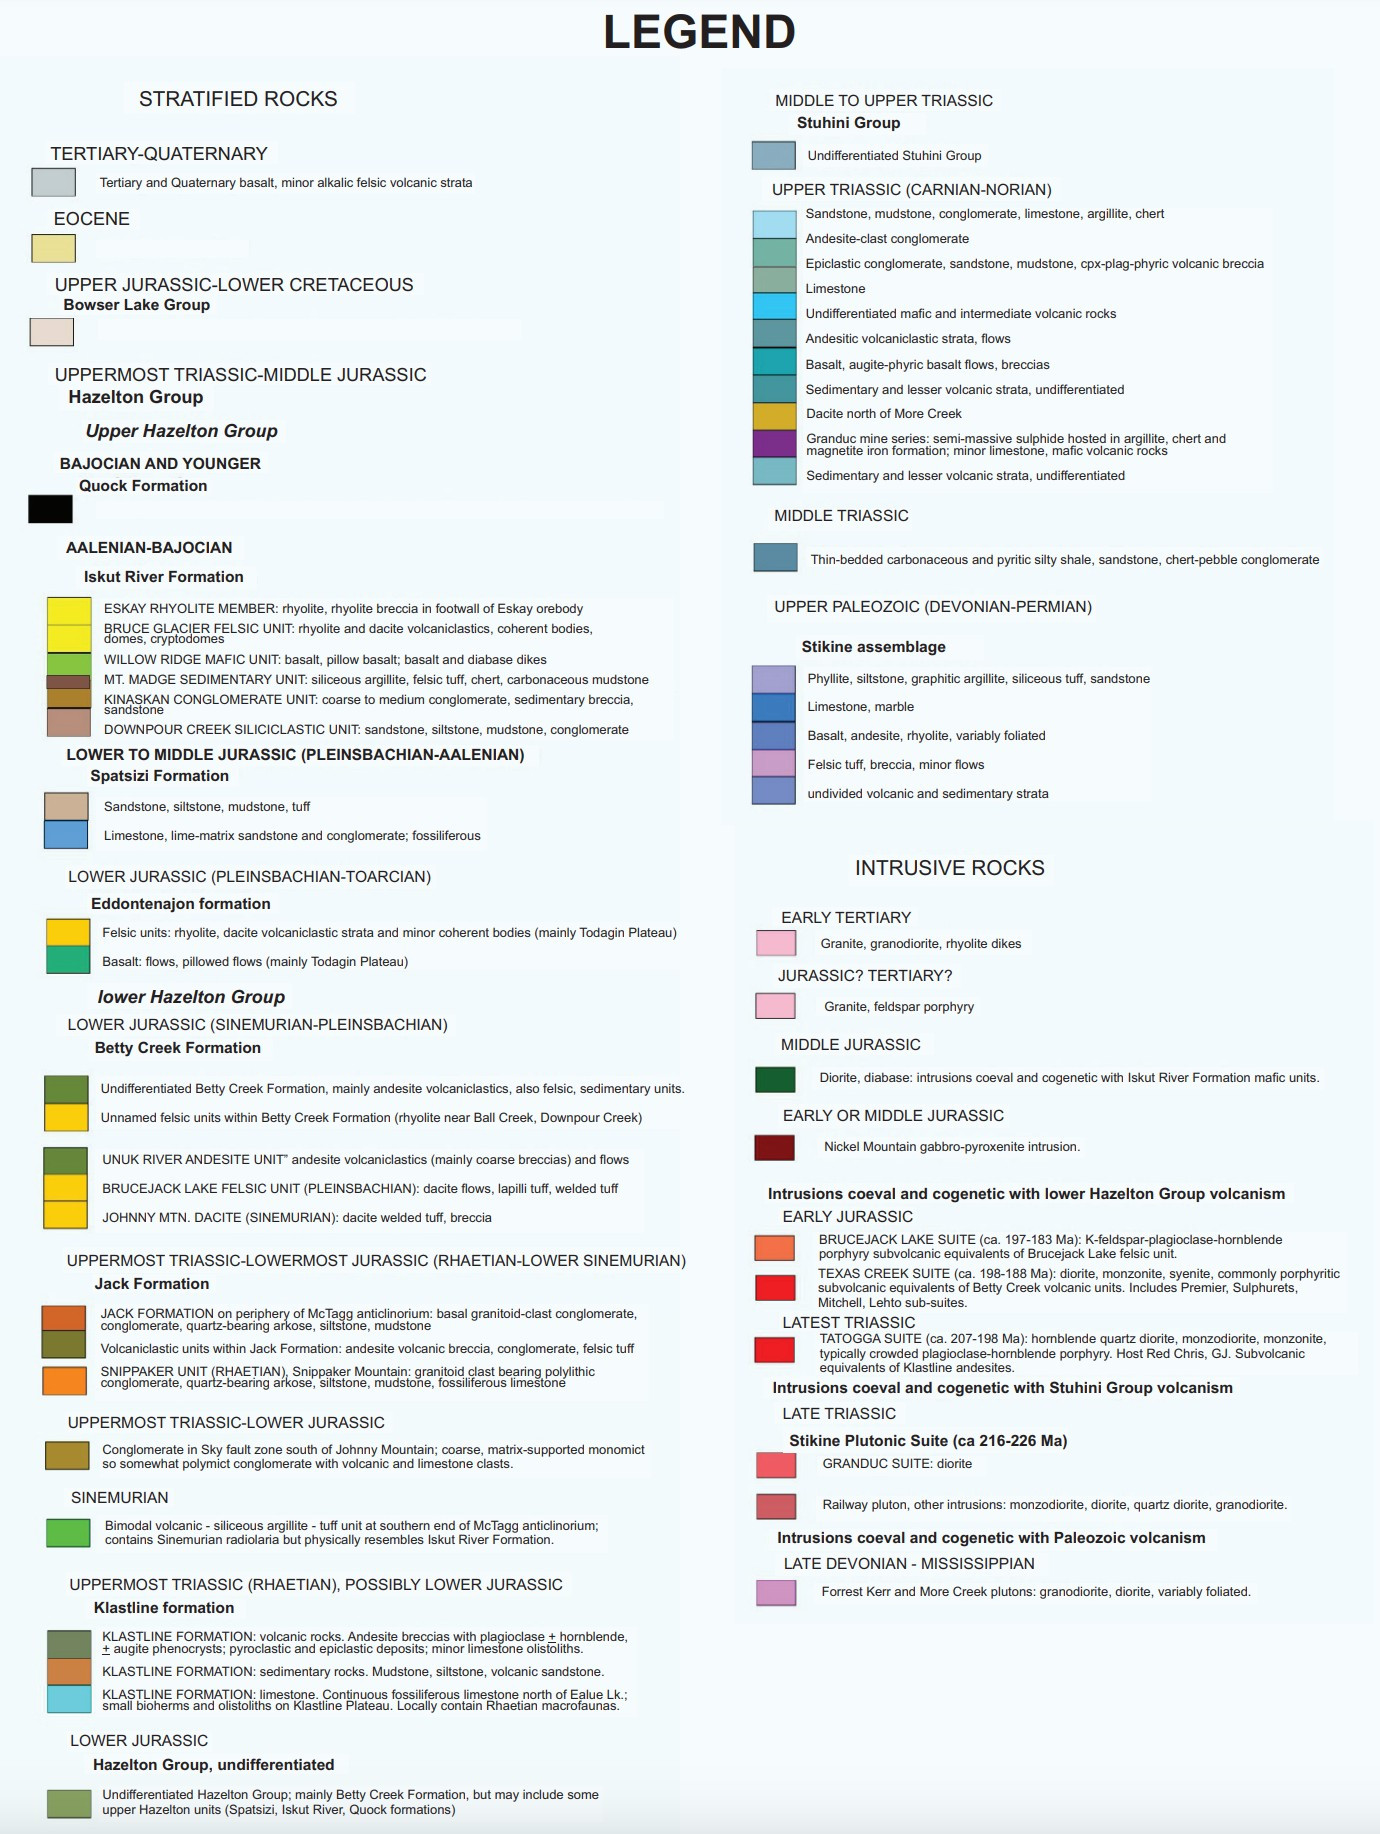 LEGEND
STRATIFIED ROCKS
TERTIARY-QUATERNARY
Tertiary and Quaternary basalt, minor alkalic felsic volcanic strata
EOCENE
UPPER JURASSIC-LOWER CRETACEOUS
Bowser Lake Group
UPPERMOST TRIASSIC-MIDDLE JURASSIC
Hazelton Group
Upper Hazelton Group
BAJOCIAN AND YOUNGER
Quock Formation
AALENIAN-BAJOCIAN
Iskut River Formation
ESKAY RHYOLITE MEMBER: rhyolite, rhyolite breccia in footwall of Eskay orebody
BRUCE GLACIER FELSIC UNIT: rhyolite and dacite volcaniclastics, coherent bodies,
domes, cryptodomes
WILLOW RIDGE MAFIC UNIT: basalt, pillow basalt; basalt and diabase dikes
MT. MADGE SEDIMENTARY UNIT: siliceous argillite, felsic tuff, chert, carbonaceous mudstone
KINASKAN CONGLOMERATE UNIT: coarse to medium conglomerate, sedimentary breccia,
sandstone
DOWNPOUR CREEK SILICICLASTIC UNIT: sandstone, siltstone, mudstone, conglomerate
LOWER TO MIDDLE JURASSIC (PLEINSBACHIAN-AALENIAN)
Spatsizi Formation
Sandstone, siltstone, mudstone, tuff
Limestone, lime-matrix sandstone and conglomerate; fossiliferous
LOWER JURASSIC (PLEINSBACHIAN-TOARCIAN)
Eddontenajon formation
Felsic units: rhyolite, dacite volcaniclastic strata and minor coherent bodies (mainly Todagin Plateau)
Basalt: flows, pillowed flows (mainly Todagin Plateau)
lower Hazelton Group
LOWER JURASSIC (SINEMURIAN-PLEINSBACHIAN)
Betty Creek Formation
Undifferentiated Betty Creek Formation, mainly andesite volcaniclastics, also felsic, sedimentary units.
Unnamed felsic units within Betty Creek Formation (rhyolite near Ball Creek, Downpour Creek)
UNUK RIVER ANDESITE UNIT" andesite volcaniclastics (mainly coarse breccias) and flows
BRUCEJACK LAKE FELSIC UNIT (PLEINSBACHIAN): dacite flows, lapilli tuff, welded tuff
JOHNNY MTN. DACITE (SINEMURIAN): dacite welded tuff, breccia
UPPERMOST TRIASSIC-LOWERMOST JURASSIC (RHAETIAN-LOWER SINEMURIAN)
Jack Formation
JACK FORMATION on periphery of McTagg anticlinorium: basal granitoid-clast conglomerate,
conglomerate, quartz-bearing arkose, siltstone, mudstone
Volcaniclastic units within Jack Formation: andesite volcanic breccia, conglomerate, felsic tuff
SNIPPAKER UNIT (RHAETIAN), Snippaker Mountain: granitoid clast bearing polylithic
conglomerate, quartz-bearing arkose, siltstone, mudstone, fossiliferous limestone
UPPERMOST TRIASSIC-LOWER JURASSIC
Conglomerate in Sky fault zone south of Johnny Mountain; coarse, matrix-supported monomict
so somewhat polymict conglomerate with volcanic and limestone clasts.
SINEMURIAN
Bimodal volcanic - siliceous argillite - tuff unit at southern end of McTagg anticlinorium;
contains Sinemurian radiolaria but physically resembles Iskut River Formation.
UPPERMOST TRIASSIC (RHAETIAN), POSSIBLY LOWER JURASSIC
Klastline formation
KLASTLINE FORMATION: volcanic rocks. Andesite breccias with plagioclase ± hornblende,
± augite phenocrysts; pyroclastic and epiclastic deposits; minor limestone olistoliths.
KLASTLINE FORMATION: sedimentary rocks. Mudstone, siltstone, volcanic sandstone.
KLASTLINE FORMATION: limestone. Continuous fossiliferous limestone north of Ealue Lk.;
small bioherms and olistoliths on Klastline Plateau. Locally contain Rhaetian macrofaunas.
LOWER JURASSIC
Hazelton Group, undifferentiated
Undifferentiated Hazelton Group; mainly Betty Creek Formation, but may include some
upper Hazelton units (Spatsizi, Iskut River, Quock formations)
MIDDLE TO UPPER TRIASSIC
Stuhini Group
Undifferentiated Stuhini Group
UPPER TRIASSIC (CARNIAN-NORIAN)
Sandstone, mudstone, conglomerate, limestone, argillite, chert
Andesite-clast conglomerate
Epiclastic conglomerate, sandstone, mudstone, cpx-plag-phyric volcanic breccia
Limestone
Undifferentiated mafic and intermediate volcanic rocks
Andesitic volcaniclastic strata, flows
Basalt, augite-phyric basalt flows, breccias
Sedimentary and lesser volcanic strata, undifferentiated
Dacite north of More Creek
Granduc mine series: semi-massive sulphide hosted in argillite, chert and
magnetite iron formation; minor limestone, mafic volcanic rocks
Sedimentary and lesser volcanic strata, undifferentiated
MIDDLE TRIASSIC
Thin-bedded carbonaceous and pyritic silty shale, sandstone, chert-pebble conglomerate
UPPER PALEOZOIC (DEVONIAN-PERMIAN)
Stikine assemblage
Phyllite, siltstone, graphitic argillite, siliceous tuff, sandstone
Limestone, marble
Basalt, andesite, rhyolite, variably foliated
Felsic tuff, breccia, minor flows
undivided volcanic and sedimentary strata
INTRUSIVE ROCKS
EARLY TERTIARY
Granite, granodiorite, rhyolite dikes
JURASSIC? TERTIARY?
Granite, feldspar porphyry
MIDDLE JURASSIC
Diorite, diabase: intrusions coeval and cogenetic with Iskut River Formation mafic units.
EARLY OR MIDDLE JURASSIC
Nickel Mountain gabbro-pyroxenite intrusion.
Intrusions coeval and cogenetic with lower Hazelton Group volcanism
EARLY JURASSIC
BRUCEJACK LAKE SUITE (ca. 197-183 Ma): K-feldspar-plagioclase-hornblende
porphyry subvolcanic equivalents of Brucejack Lake felsic unit.
TEXAS CREEK SUITE (ca. 198-188 Ma): diorite, monzonite, syenite, commonly porphyritic
subvolcanic equivalents of Betty Creek volcanic units. Includes Premier, Sulphurets,
Mitchell, Lehto sub-suites.
LATEST TRIASSIC
TATOGGA SUITE (ca. 207-198 Ma): hornblende quartz diorite, monzodiorite, monzonite,
typically crowded plagioclase-hornblende porphyry. Host Red Chris, GJ. Subvolcanic
equivalents of Klastline andesites.
Intrusions coeval and cogenetic with Stuhini Group volcanism
LATE TRIASSIC
Stikine Plutonic Suite (ca 216-226 Ma)
GRANDUC SUITE: diorite
Railway pluton, other intrusions: monzodiorite, diorite, quartz diorite, granodiorite.
Intrusions coeval and cogenetic with Paleozoic volcanism
LATE DEVONIAN - MISSISSIPPIAN
Forrest Kerr and More Creek plutons: granodiorite, diorite, variably foliated.